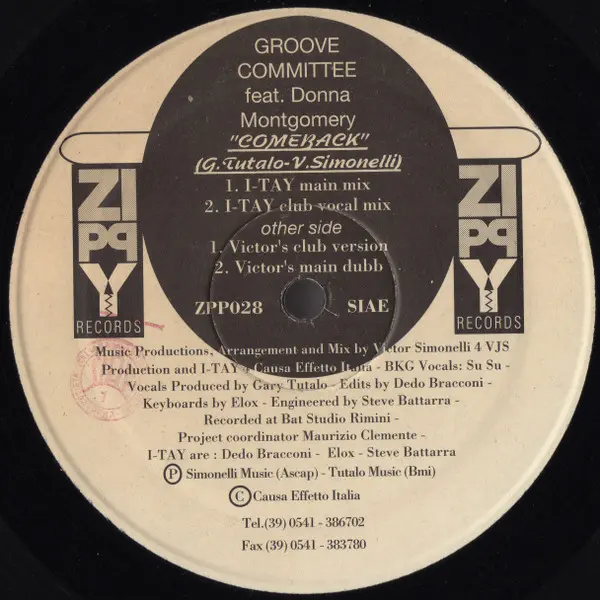 GROOVE
COMMITTEE
feat. Donna
Montgomery
"COMEBACK"
(G.Tutalo-V.Simonelli)
1. I-TAY main mix
2. I-TAY club vocal mix
other side
1. Victor's club version
2. Victor's main dubb
ZPP028 SIAE
ZI
PP
Y
RECORDS
ZI
PP
Y
RECORDS
Music Productions, Arrangement and Mix by Victor Simonelli 4 VJS
Production and I-TAY : Causa Effetto Italia - BKG Vocals: Su Su -
Vocals Produced by Gary Tutalo - Edits by Dedo Bracconi -
Keyboards by Elox - Engineered by Steve Battarra -
Recorded at Bat Studio Rimini -
Project coordinator Maurizio Clemente -
I-TAY are : Dedo Bracconi - Elox - Steve Battarra
Ⓟ Simonelli Music (Ascap) - Tutalo Music (Bmi)
© Causa Effetto Italia
Tel.(39) 0541 - 386702
Fax (39) 0541 - 383780